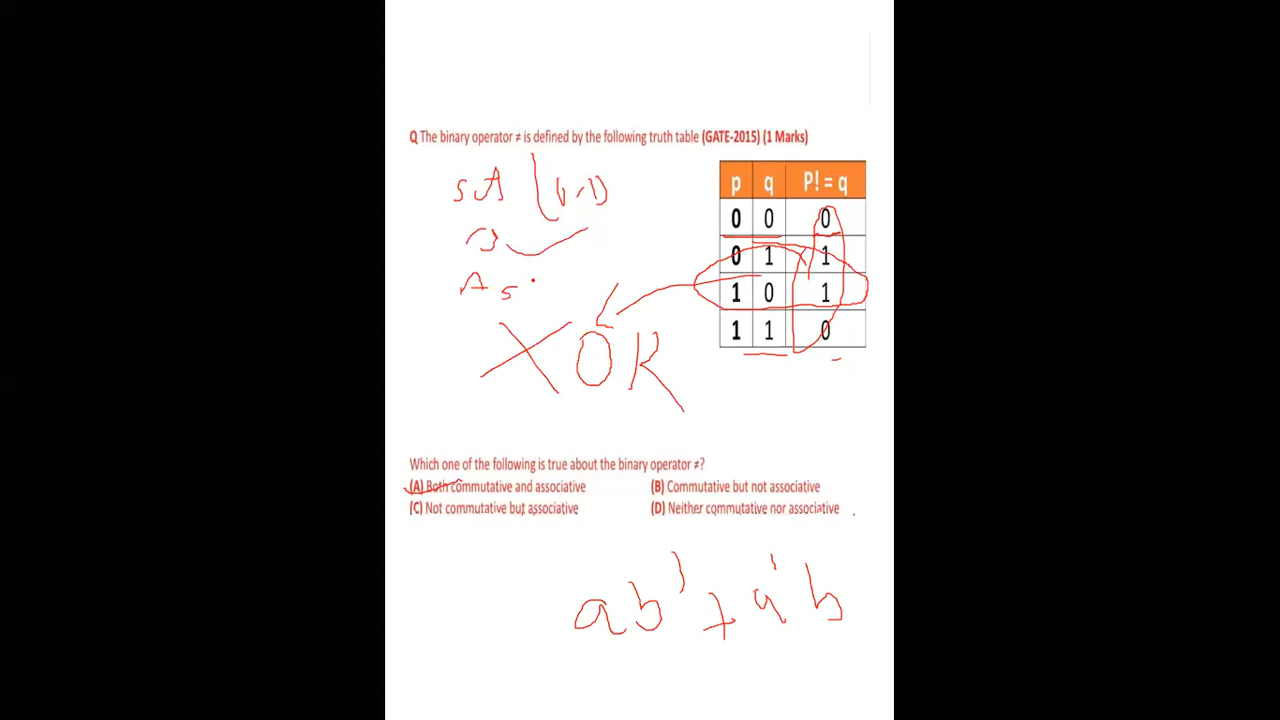 Q The binary operator ≠ is defined by the following truth table (GATE-2015) (1 Marks)
p q P! = q
0 0 0
0 1 1
1 0 1
1 1 0
XOR
Which one of the following is true about the binary operator ≠?
(A) Both commutative and associative (B) Commutative but not associative
(C) Not commutative but associative (D) Neither commutative nor associative
ab' + a'b